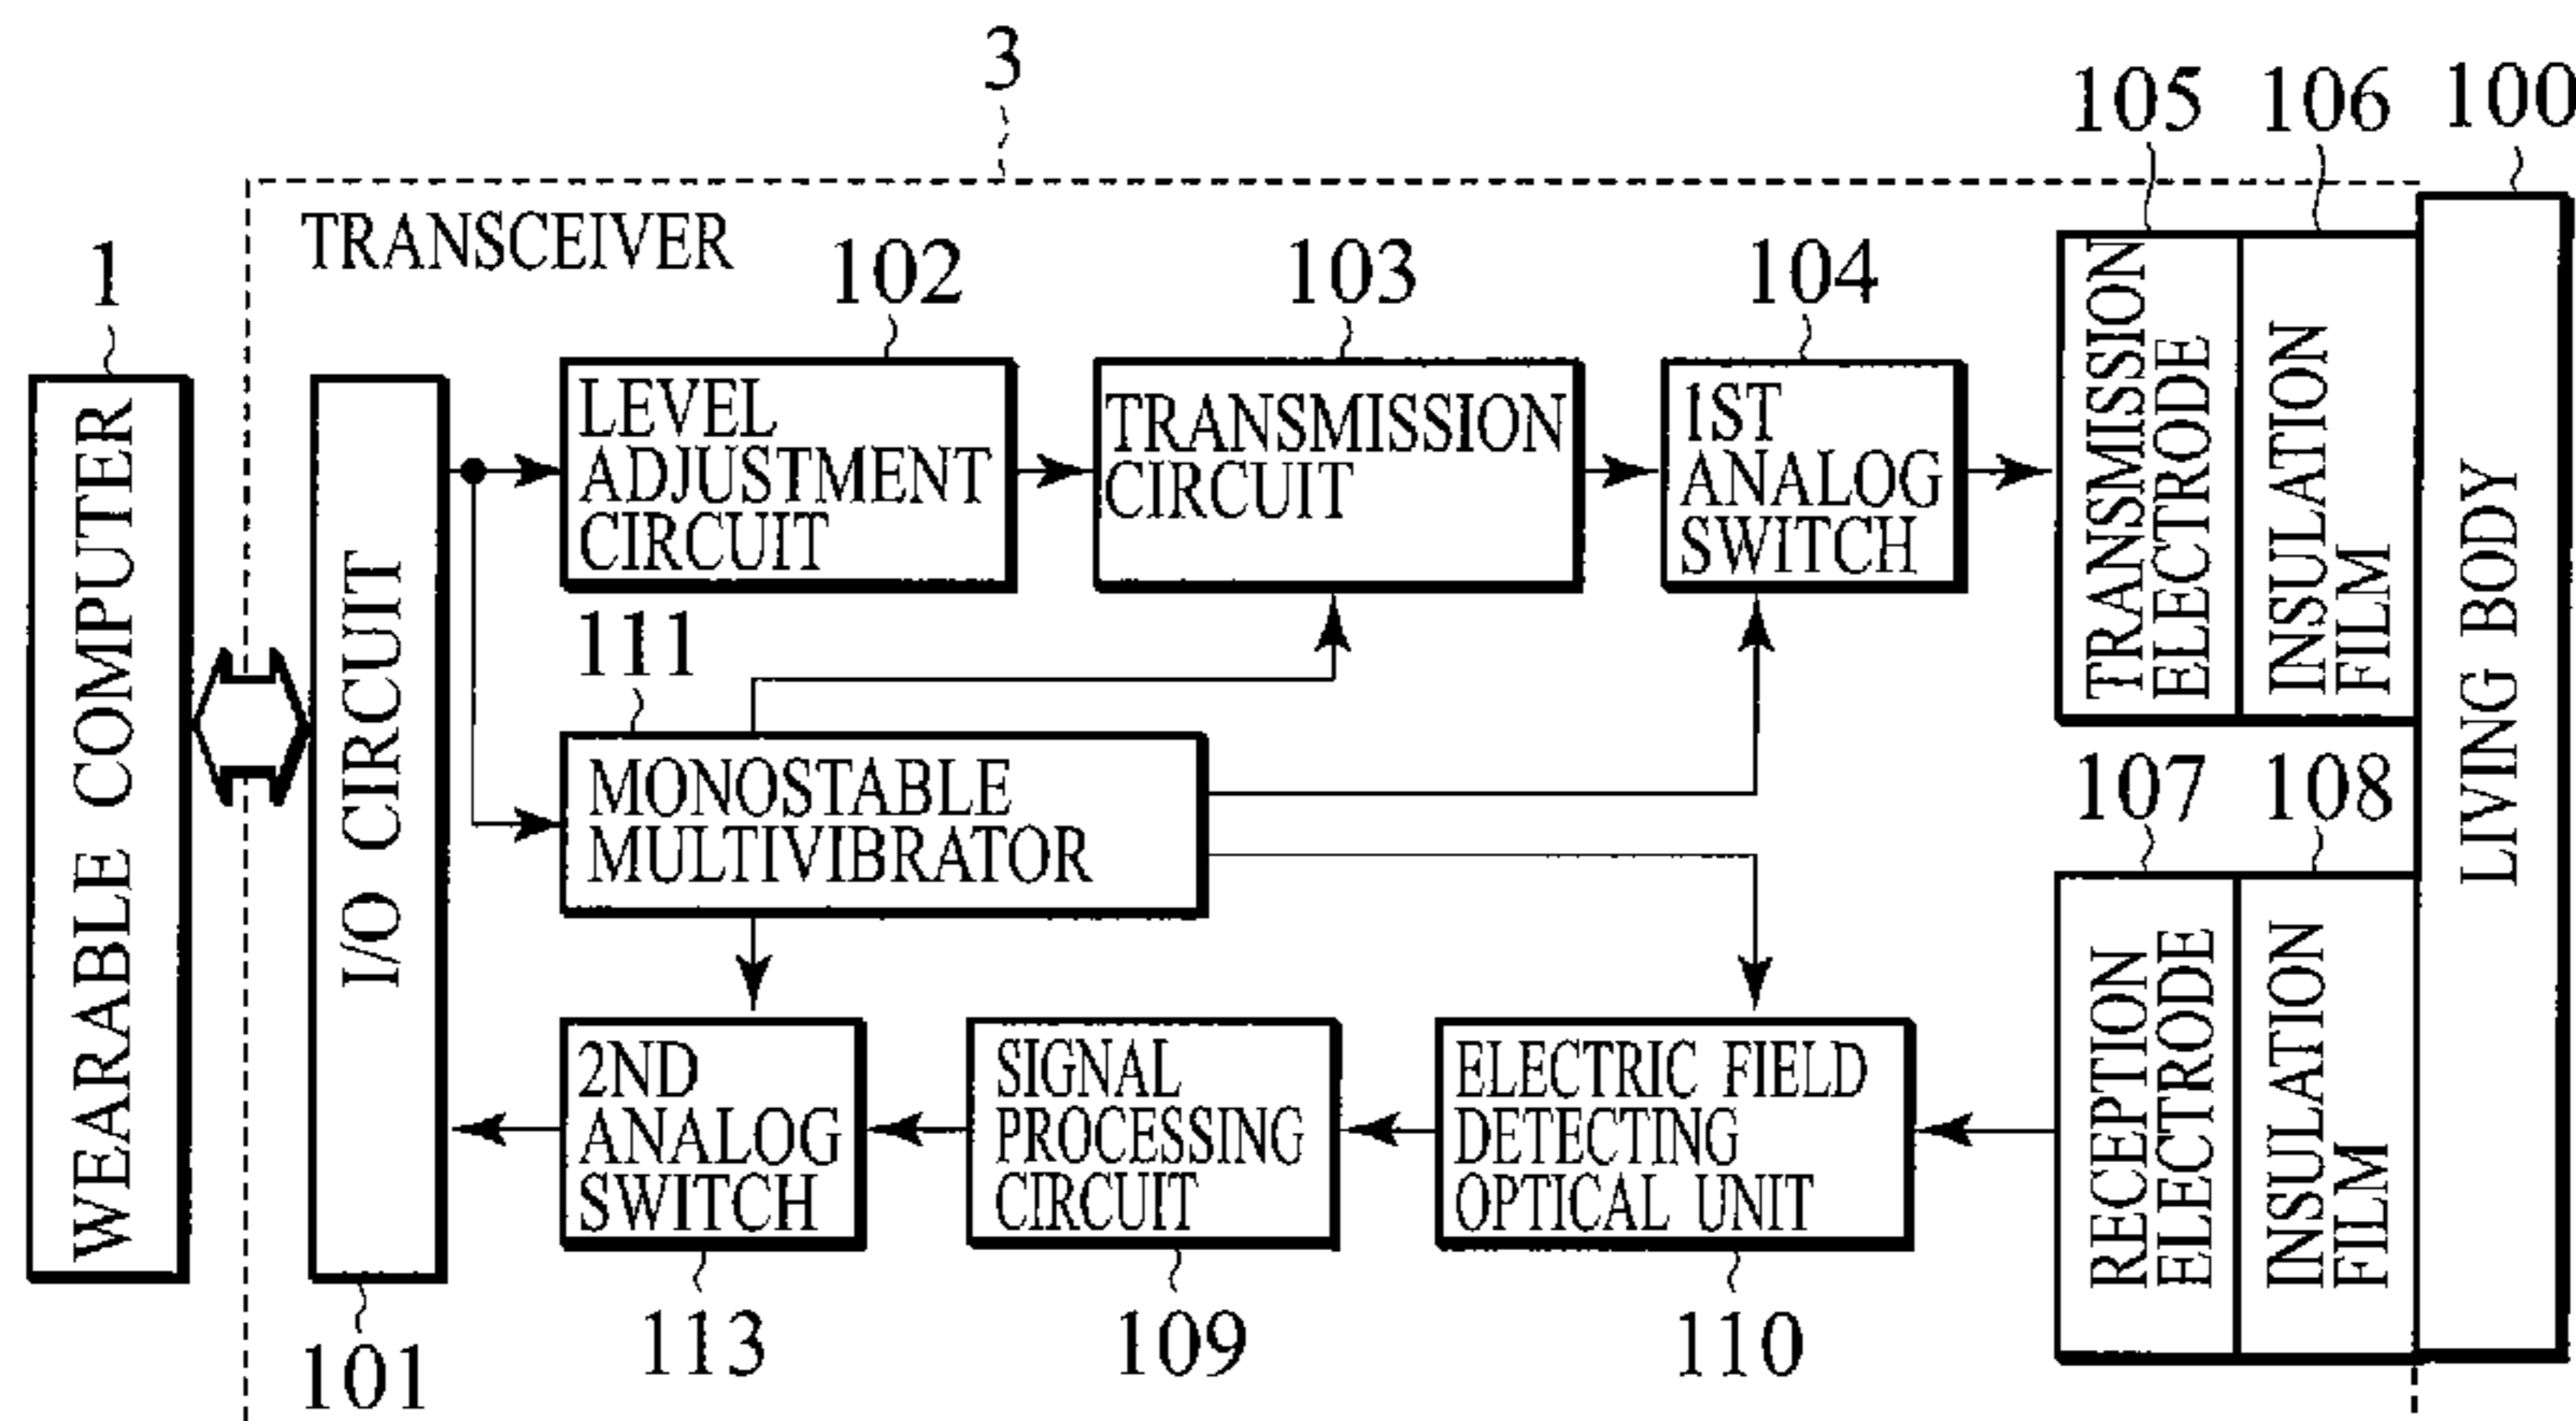 3
105 106 100
TRANSCEIVER
1
102
103
104
WEARABLE COMPUTER
I/O CIRCUIT
LEVEL
ADJUSTMENT
CIRCUIT
TRANSMISSION
CIRCUIT
1ST
ANALOG
SWITCH
TRANSMISSION
ELECTRODE
INSULATION
FILM
LIVING BODY
111
MONOSTABLE
MULTIVIBRATOR
107
108
2ND
ANALOG
SWITCH
SIGNAL
PROCESSING
CIRCUIT
ELECTRIC FIELD
DETECTING
OPTICAL UNIT
RECEPTION
ELECTRODE
INSULATION
FILM
101
113
109
110